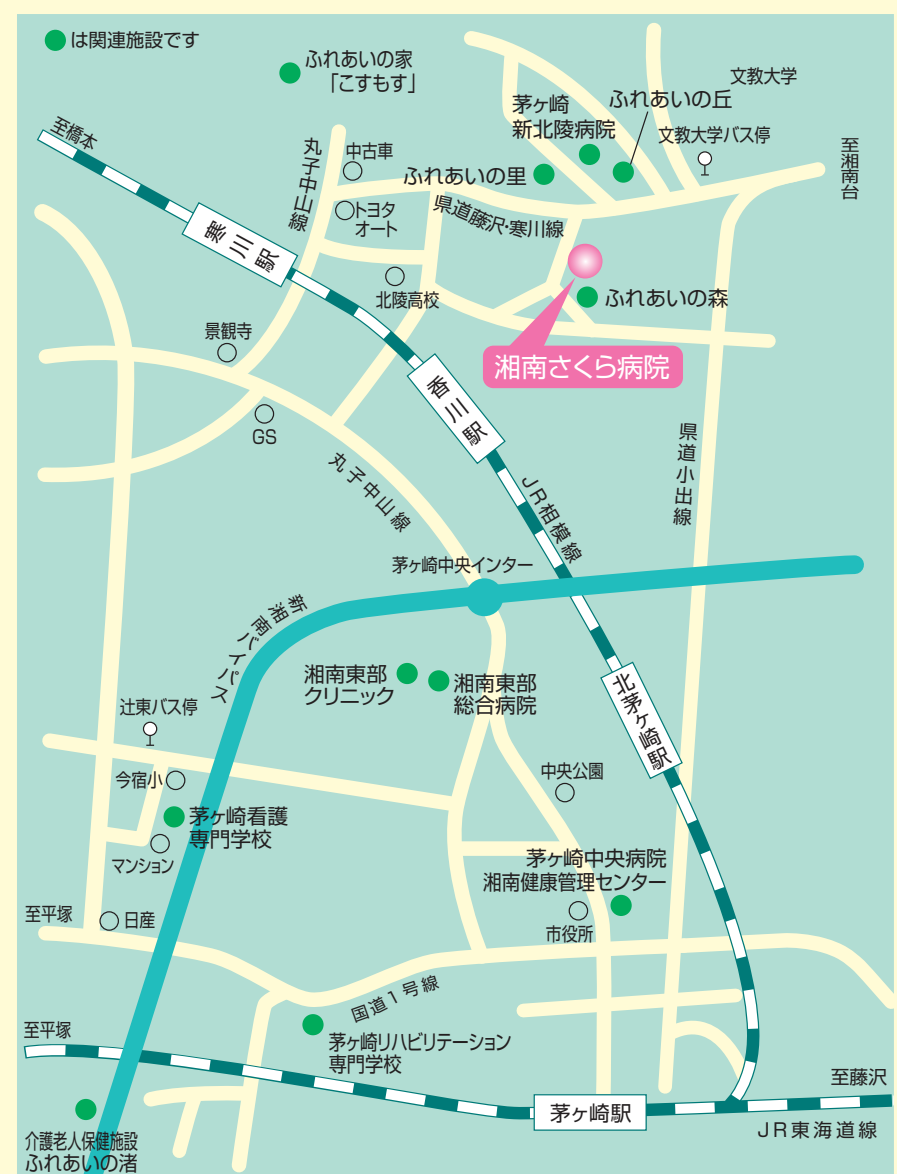 は関連施設です
ふれあいの家
「こすもす」
文教大学
茅ヶ崎
新北陵病院
ふれあいの丘
至橋本
丸子中山線
中古車
文教大学バス停
至湘南台
ふれあいの里
トヨタ
オート
県道藤沢・寒川線
寒川駅
北陵高校
ふれあいの森
景観寺
湘南さくら病院
香川駅
GS
県道小出線
丸子中山線
JR相模線
茅ヶ崎中央インター
新湘南バイパス
湘南東部
クリニック
湘南東部
総合病院
北茅ヶ崎駅
辻東バス停
今宿小
中央公園
茅ヶ崎看護
専門学校
マンション
茅ヶ崎中央病院
湘南健康管理センター
至平塚
日産
市役所
国道1号線
至平塚
茅ヶ崎リハビリテーション
専門学校
至藤沢
茅ヶ崎駅
JR東海道線
介護老人保健施設
ふれあいの渚